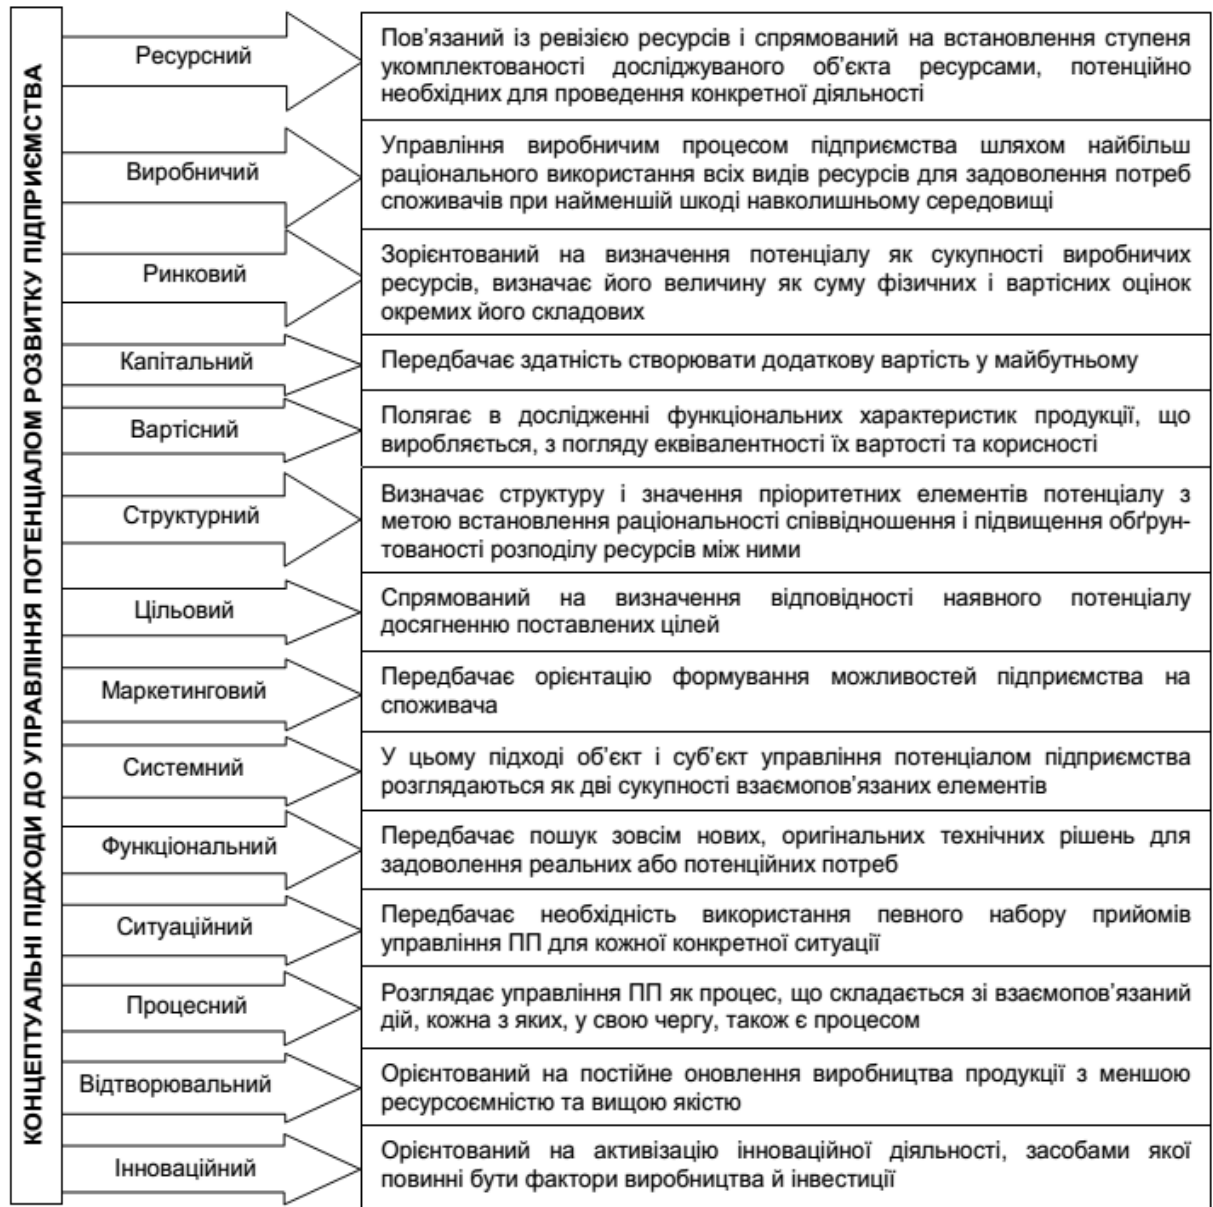 КОНЦЕПТУАЛЬНІ ПІДХОДИ ДО УПРАВЛІННЯ ПОТЕНЦІАЛОМ РОЗВИТКУ ПІДПРИЄМСТВА
Ресурсний
Пов’язаний із ревізією ресурсів і спрямований на встановлення ступеня
укомплектованості досліджуваного об’єкта ресурсами, потенційно
необхідних для проведення конкретної діяльності
Виробничий
Управління виробничим процесом підприємства шляхом найбільш
раціонального використання всіх видів ресурсів для задоволення потреб
споживачів при найменшій шкоді навколишньому середовищі
Ринковий
Зорієнтований на визначення потенціалу як сукупності виробничих
ресурсів, визначає його величину як суму фізичних і вартісних оцінок
окремих його складових
Капітальний
Передбачає здатність створювати додаткову вартість у майбутньому
Вартісний
Полягає в дослідженні функціональних характеристик продукції, що
виробляється, з погляду еквівалентності їх вартості та корисності
Структурний
Визначає структуру і значення пріоритетних елементів потенціалу з
метою встановлення раціональності співвідношення і підвищення обґрун-
тованості розподілу ресурсів між ними
Цільовий
Спрямований на визначення відповідності наявного потенціалу
досягненню поставлених цілей
Маркетинговий
Передбачає орієнтацію формування можливостей підприємства на
споживача
Системний
У цьому підході об’єкт і суб’єкт управління потенціалом підприємства
розглядаються як дві сукупності взаємопов’язаних елементів
Функціональний
Передбачає пошук зовсім нових, оригінальних технічних рішень для
задоволення реальних або потенційних потреб
Ситуаційний
Передбачає необхідність використання певного набору прийомів
управління ПП для кожної конкретної ситуації
Процесний
Розглядає управління ПП як процес, що складається зі взаємопов’язаний
дій, кожна з яких, у свою чергу, також є процесом
Відтворювальний
Орієнтований на постійне оновлення виробництва продукції з меншою
ресурсоємністю та вищою якістю
Інноваційний
Орієнтований на активізацію інноваційної діяльності, засобами якої
повинні бути фактори виробництва й інвестиції